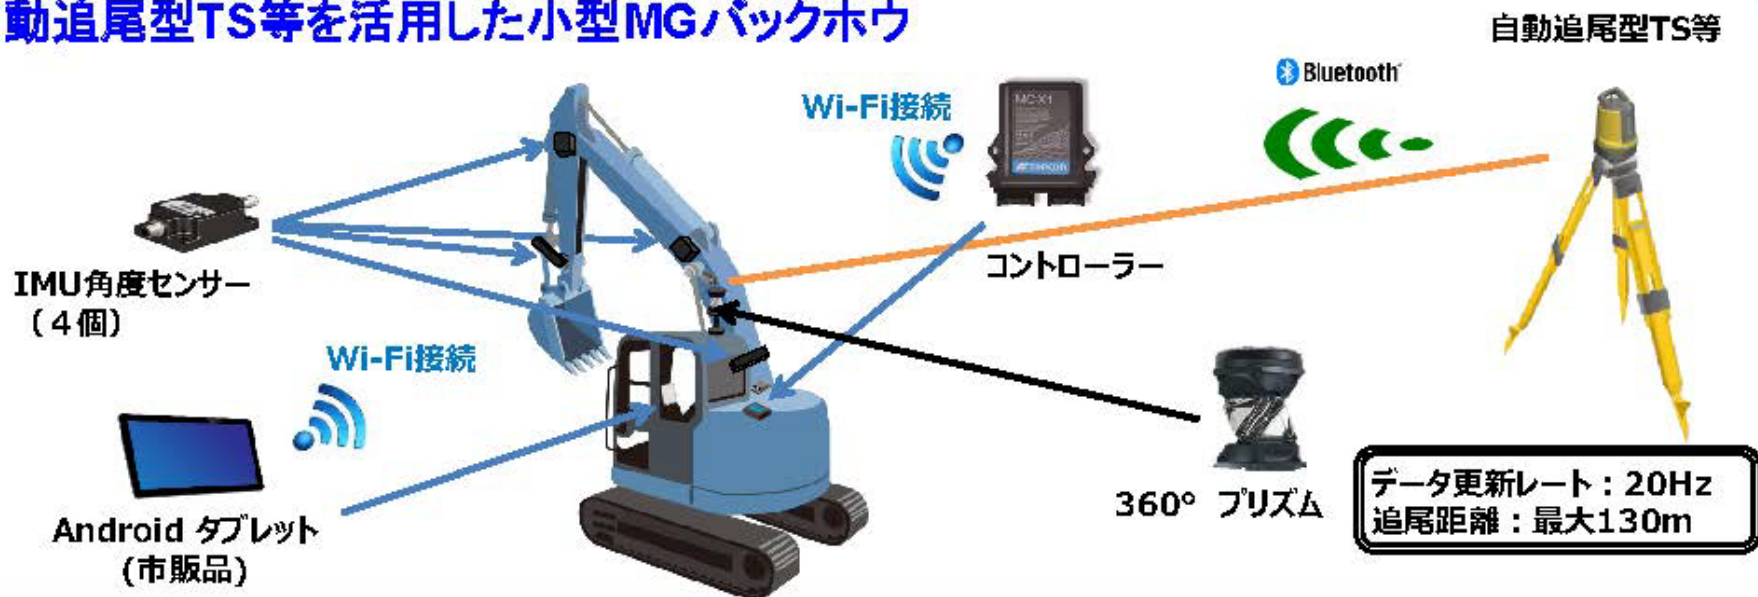 動追尾型TS等を活用した小型MGバックホウ
自動追尾型TS等
Bluetooth
Wi-Fi接続
MC-X1
TOPCON
コントローラー
IMU角度センサー
（４個）
Wi-Fi接続
Android タブレット
(市販品)
360° プリズム
データ更新レート：20Hz
追尾距離：最大130m